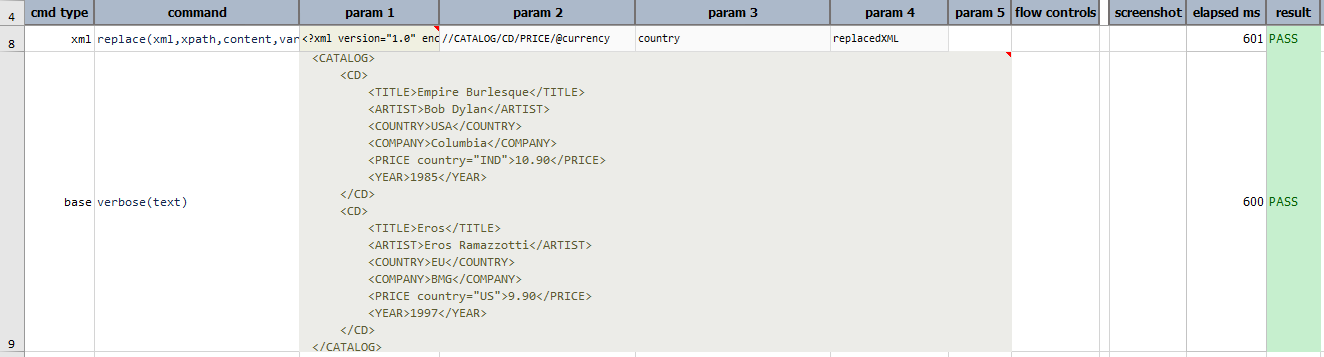 4 cmd type command param 1 param 2 param 3 param 4 param 5 flow controls screenshot elapsed ms result
8 xml replace(xml,xpath,content,var <?xml version="1.0" enc //CATALOG/CD/PRICE/@currency country replacedXML 601 PASS
<CATALOG>
<CD>
<TITLE>Empire Burlesque</TITLE>
<ARTIST>Bob Dylan</ARTIST>
<COUNTRY>USA</COUNTRY>
<COMPANY>Columbia</COMPANY>
<PRICE country="IND">10.90</PRICE>
<YEAR>1985</YEAR>
</CD>
base verbose(text) 600 PASS
<CD>
<TITLE>Eros</TITLE>
<ARTIST>Eros Ramazzotti</ARTIST>
<COUNTRY>EU</COUNTRY>
<COMPANY>BMG</COMPANY>
<PRICE country="US">9.90</PRICE>
<YEAR>1997</YEAR>
</CD>
9 </CATALOG>